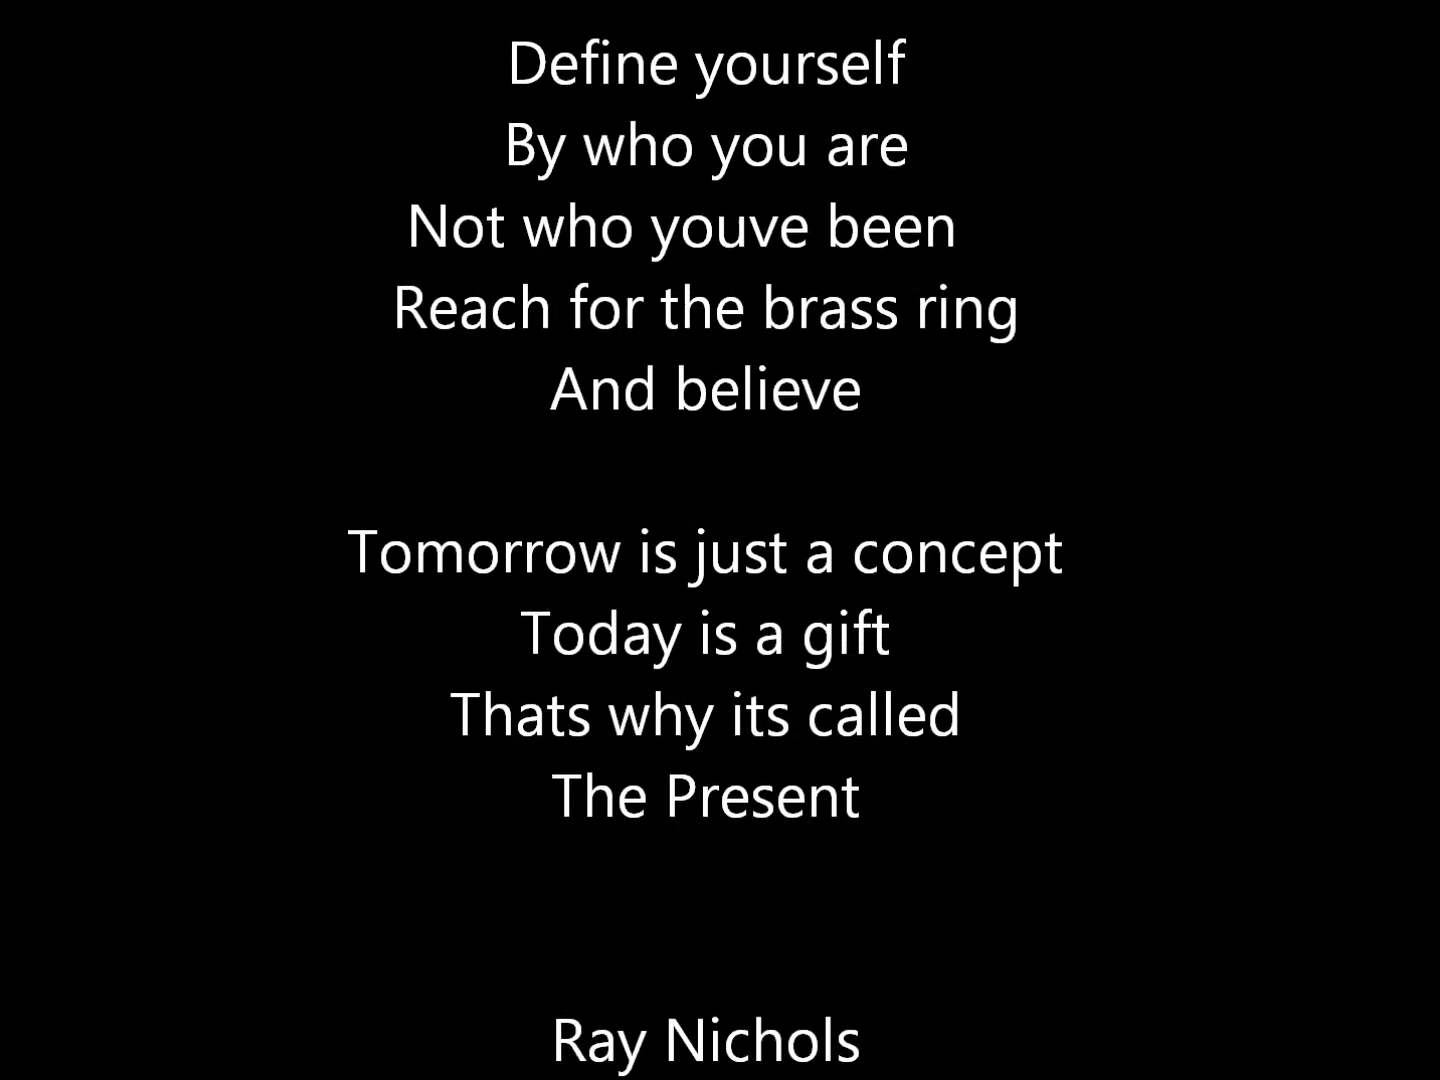 Define yourself
By who you are
Not who youve been
Reach for the brass ring
And believe
Tomorrow is just a concept
Today is a gift
Thats why its called
The Present
Ray Nichols